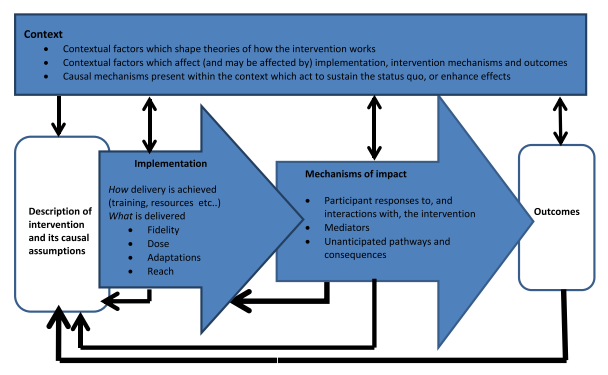 Context
• Contextual factors which shape theories of how the intervention works
• Contextual factors which affect (and may be affected by) implementation, intervention mechanisms and outcomes
• Causal mechanisms present within the context which act to sustain the status quo, or enhance effects
Description of
intervention
and its causal
assumptions
Implementation
How delivery is achieved
(training, resources etc..)
What is delivered
• Fidelity
• Dose
• Adaptations
• Reach
Mechanisms of impact
• Participant responses to, and
interactions with, the intervention
• Mediators
• Unanticipated pathways and
consequences
Outcomes